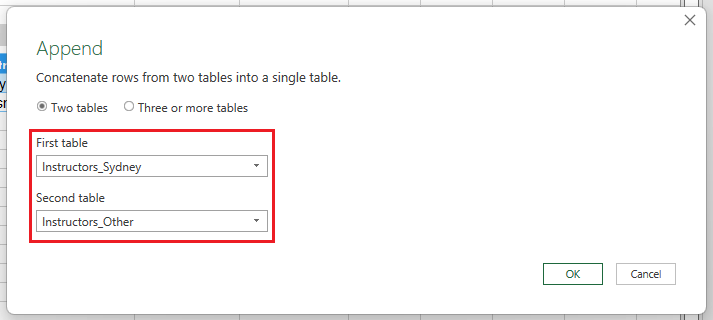 Append
Concatenate rows from two tables into a single table.
Two tables Three or more tables
First table
Instructors_Sydney
Second table
Instructors_Other
OK Cancel